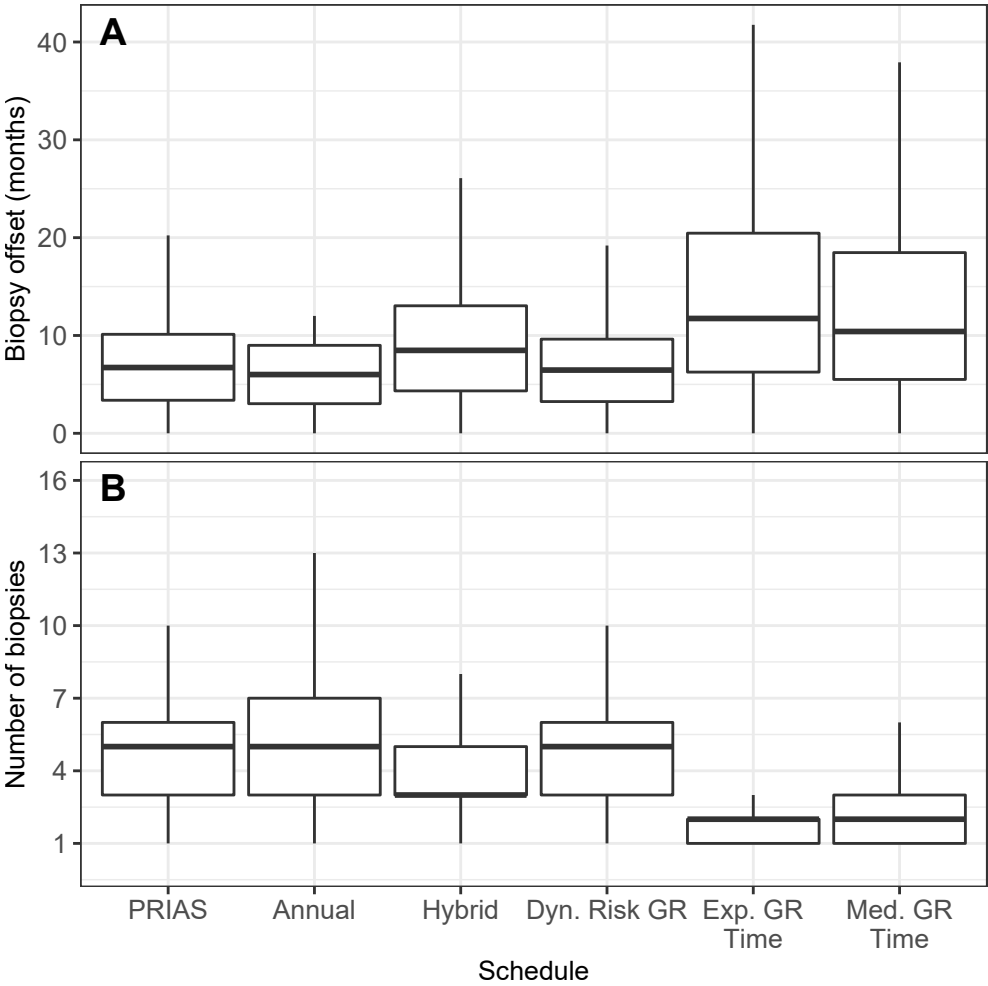 A
Biopsy offset (months)
40
30
20
10
0
B
Number of biopsies
16
13
10
7
4
1
PRIAS Annual Hybrid Dyn. Risk GR Exp. GR Time Med. GR Time
Schedule